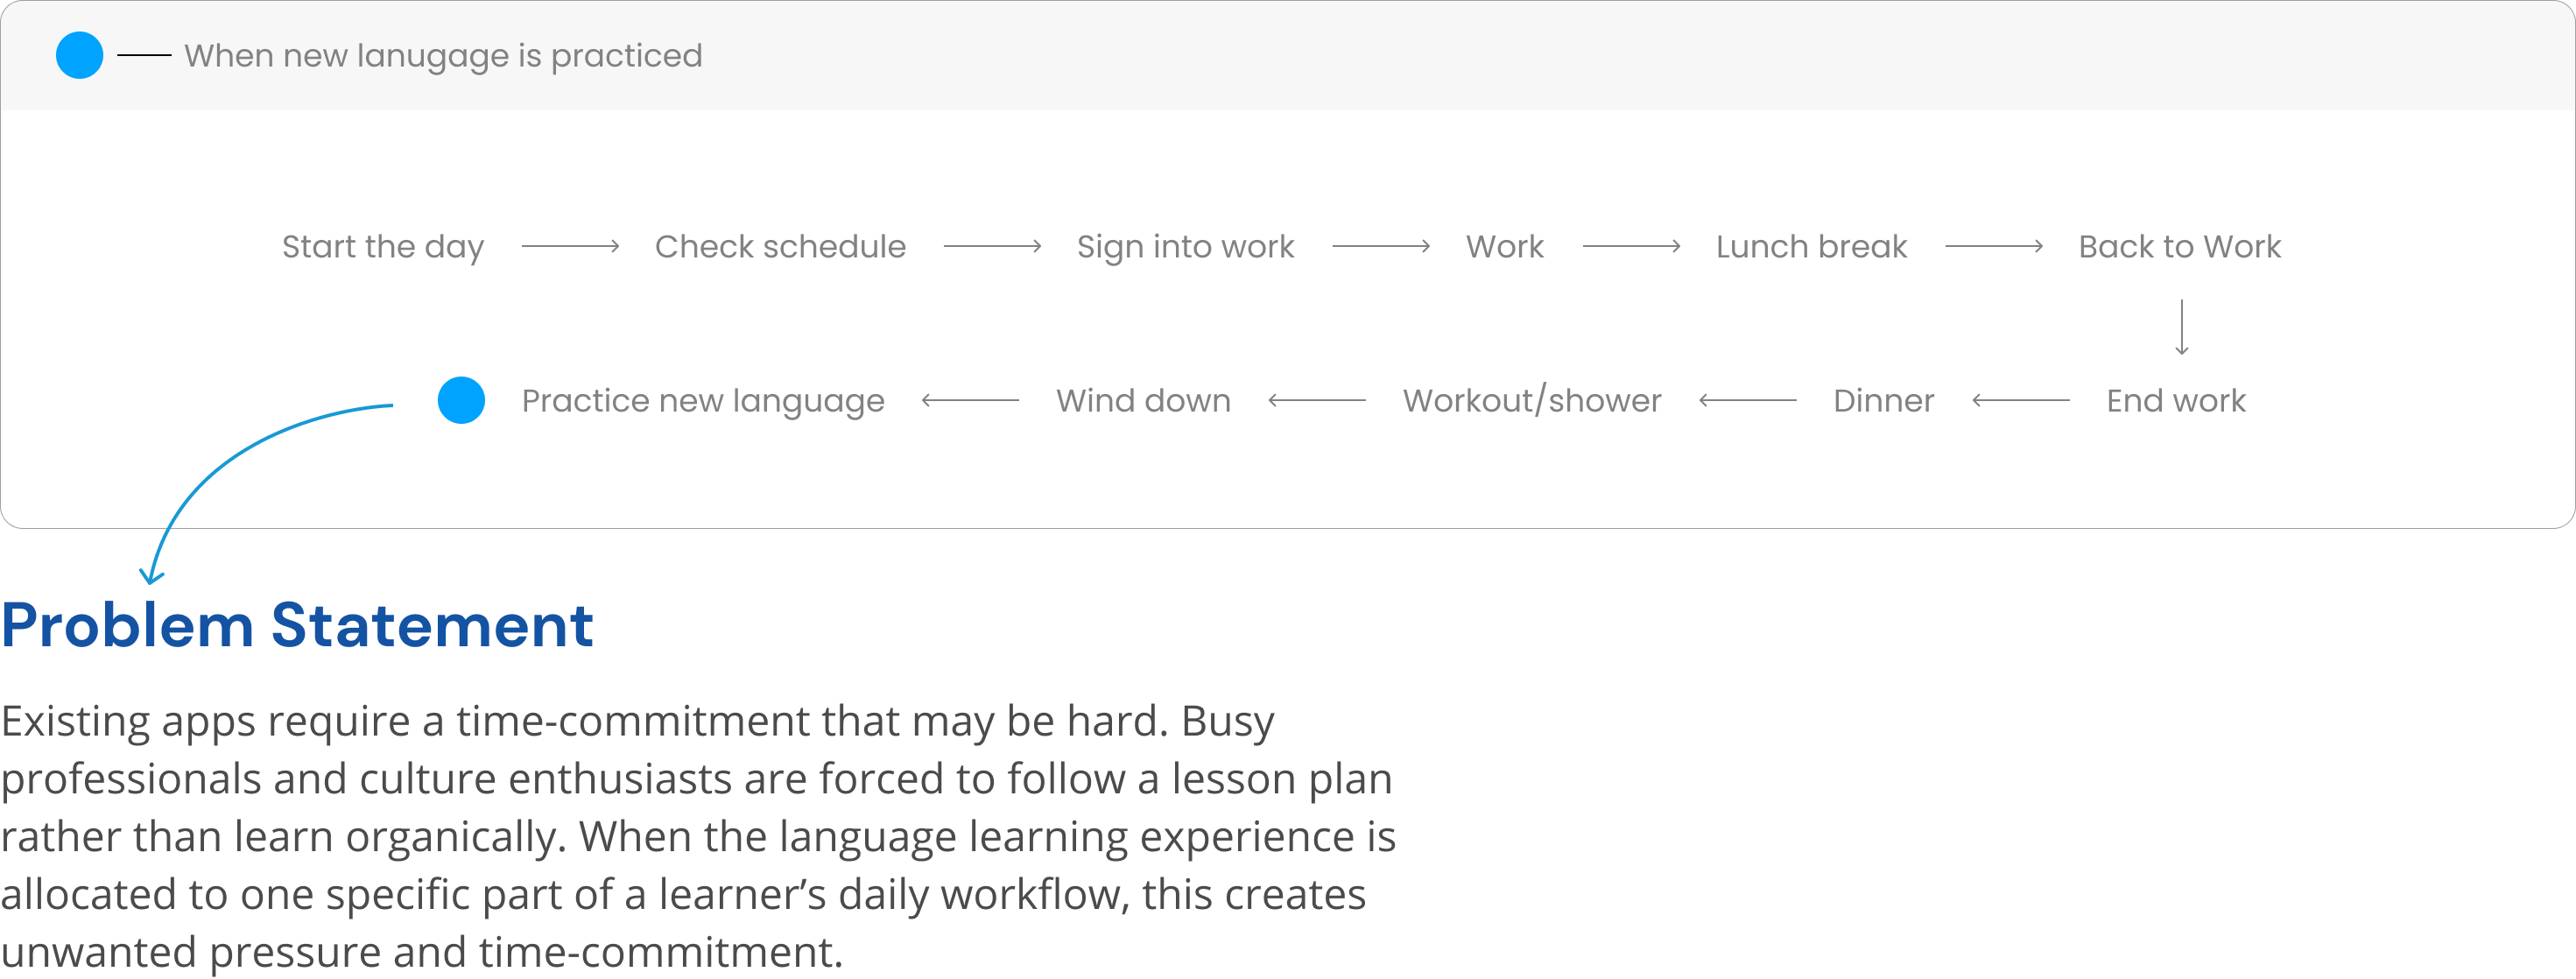 When new lanugage is practiced
Start the day Check schedule Sign into work Work Lunch break Back to Work
Practice new language Wind down Workout/shower Dinner End work
Problem Statement
Existing apps require a time-commitment that may be hard. Busy
professionals and culture enthusiasts are forced to follow a lesson plan
rather than learn organically. When the language learning experience is
allocated to one specific part of a learner’s daily workflow, this creates
unwanted pressure and time-commitment.